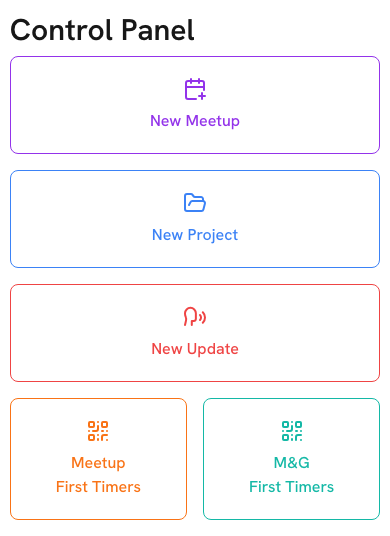 Control Panel
New Meetup
New Project
New Update
Meetup
First Timers
M&G
First Timers